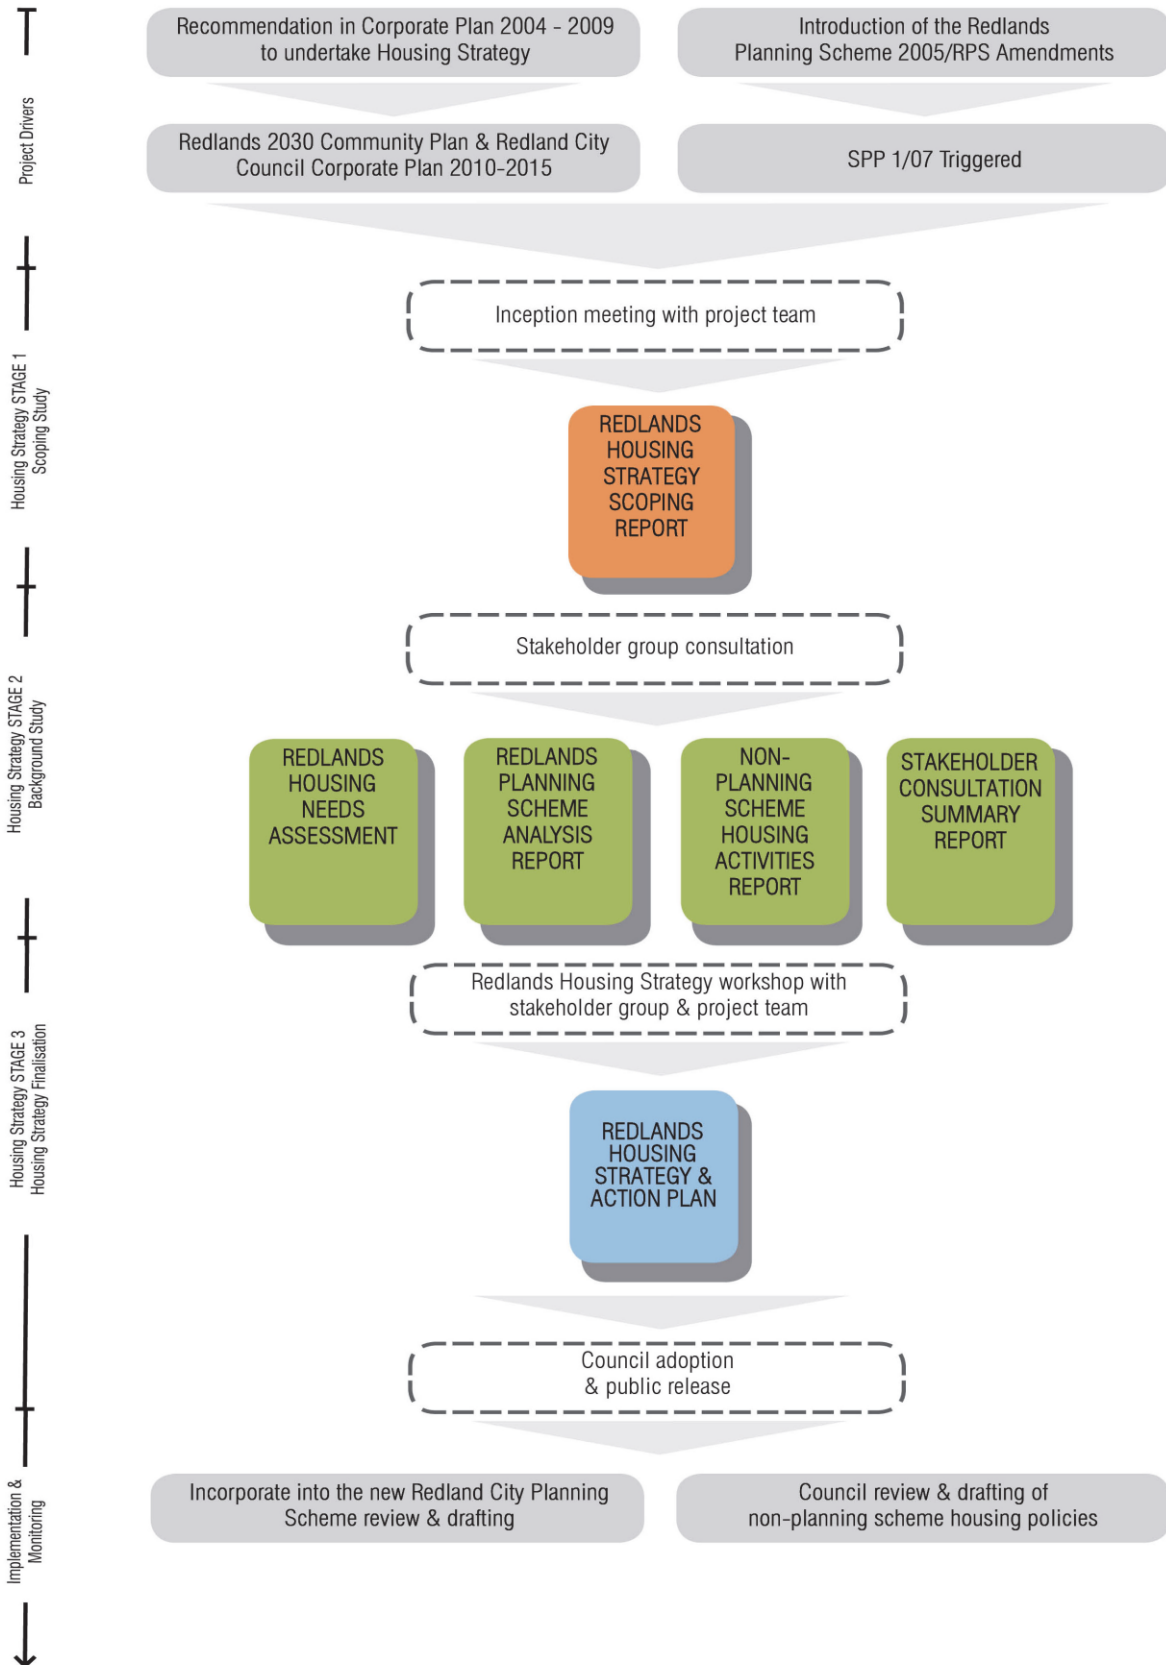 Recommendation in Corporate Plan 2004 - 2009
to undertake Housing Strategy
Introduction of the Redlands
Planning Scheme 2005/RPS Amendments
Project Drivers
Redlands 2030 Community Plan & Redland City
Council Corporate Plan 2010-2015
SPP 1/07 Triggered
Inception meeting with project team
Housing Strategy STAGE 1
Scoping Study
REDLANDS
HOUSING
STRATEGY
SCOPING
REPORT
Stakeholder group consultation
Housing Strategy STAGE 2
Background Study
REDLANDS
HOUSING
NEEDS
ASSESSMENT
REDLANDS
PLANNING
SCHEME
ANALYSIS
REPORT
NON-
PLANNING
SCHEME
HOUSING
ACTIVITIES
REPORT
STAKEHOLDER
CONSULTATION
SUMMARY
REPORT
Redlands Housing Strategy workshop with
stakeholder group & project team
Housing Strategy STAGE 3
Housing Strategy Finalisation
REDLANDS
HOUSING
STRATEGY &
ACTION PLAN
Council adoption
& public release
Implementation &
Monitoring
Incorporate into the new Redland City Planning
Scheme review & drafting
Council review & drafting of
non-planning scheme housing policies